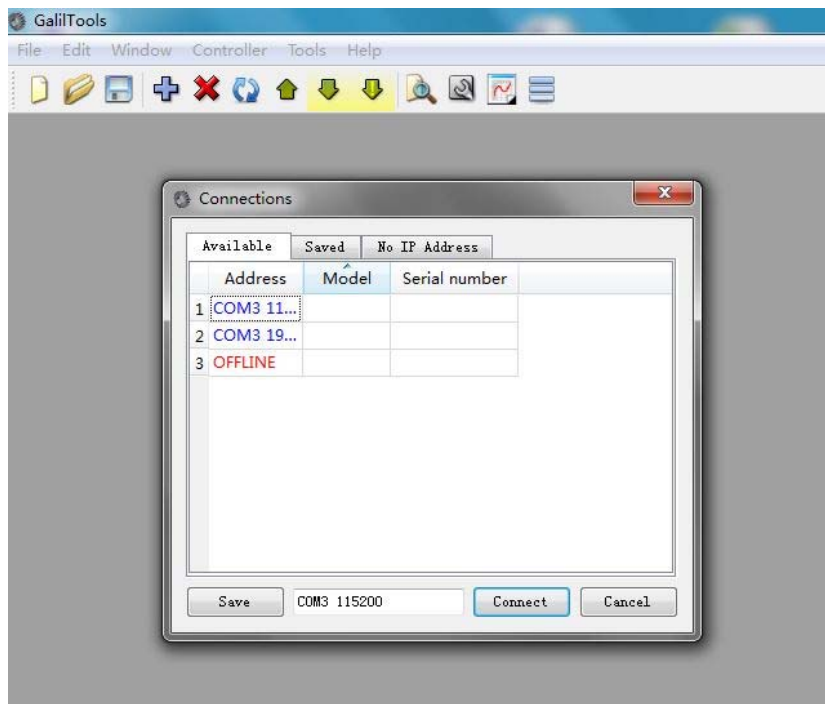 GalilTools
File Edit Window Controller Tools Help
Connections
Available Saved No IP Address
Address Model Serial number
1 COM3 11...
2 COM3 19...
3 OFFLINE
Save COM3 115200 Connect Cancel